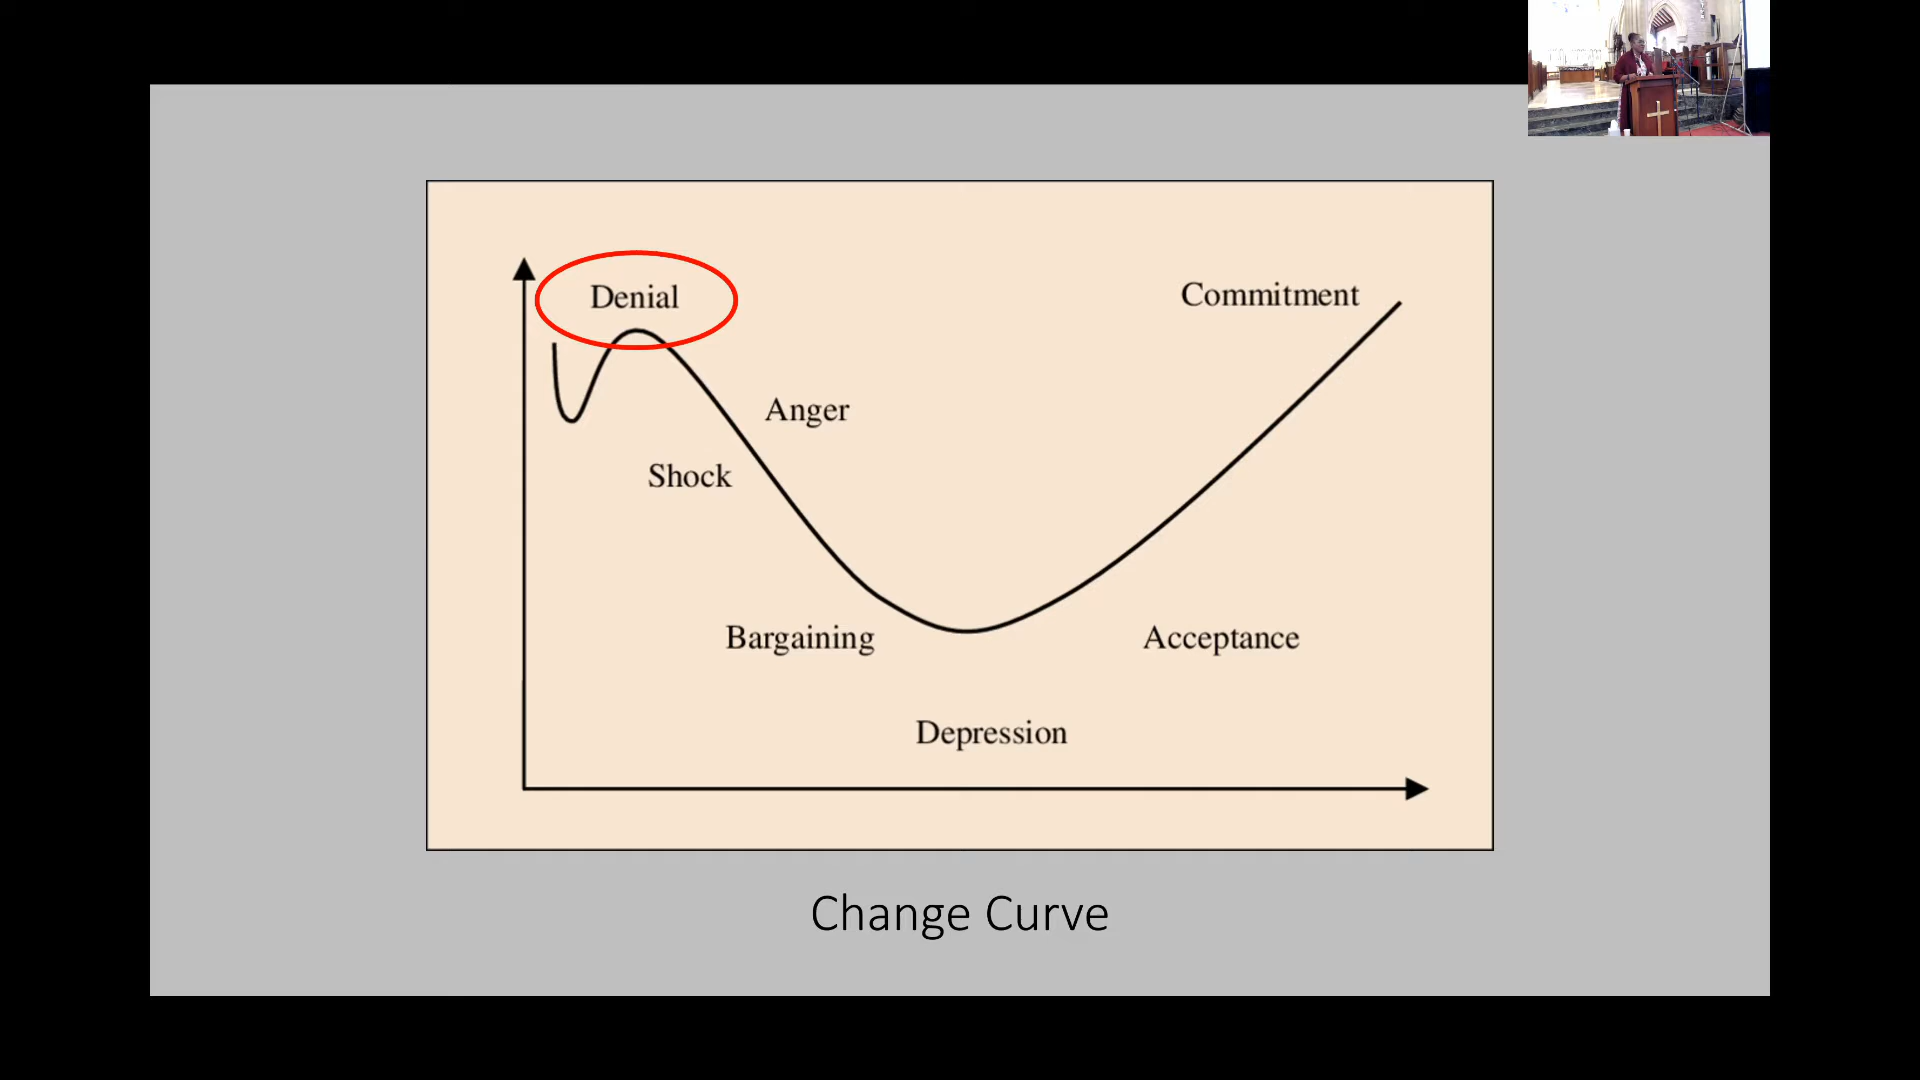 Denial
Commitment
Anger
Shock
Bargaining
Acceptance
Depression
Change Curve